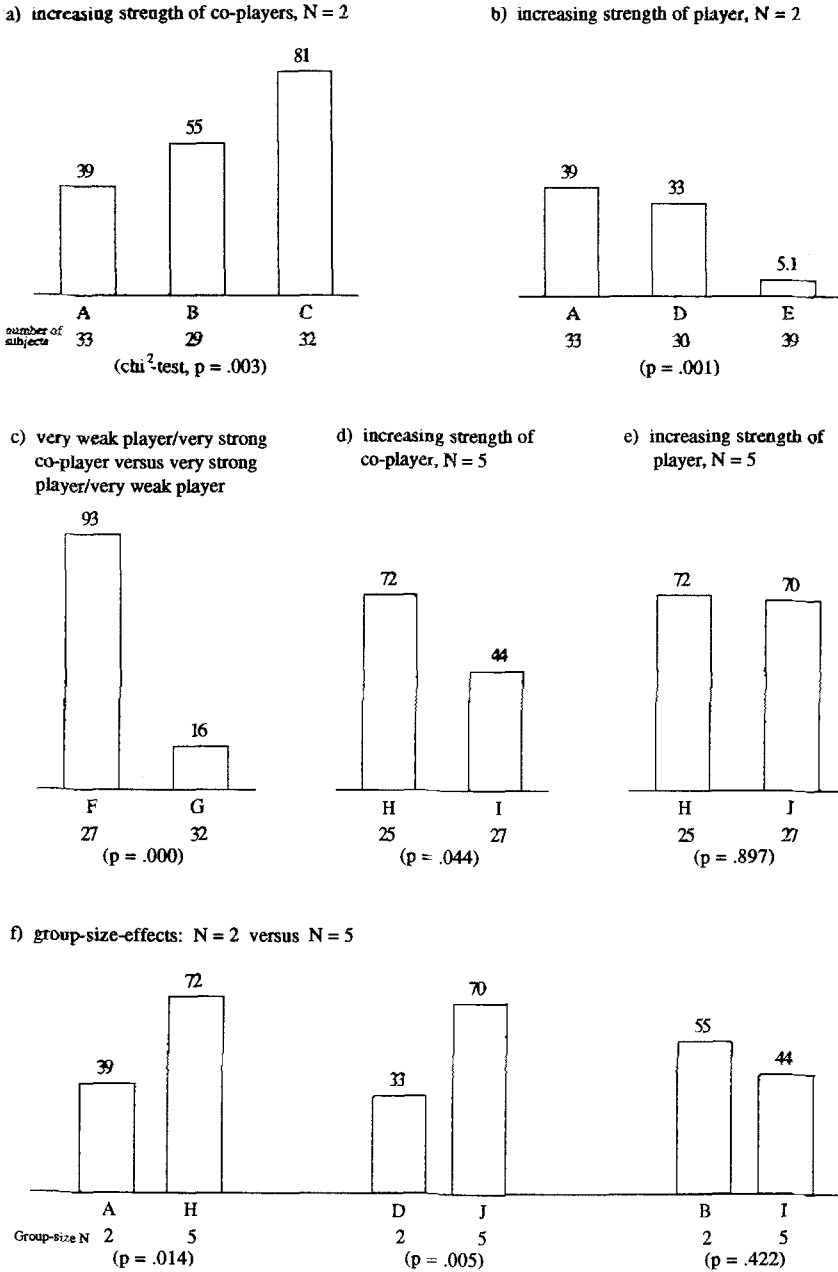 a) increasing strength of co-players, N = 2
b) increasing strength of player, N = 2
39
55
81
A
B
C
number of
subjects
33
29
32
(chi²-test, p = .003)
39
33
5.1
A
D
E
33
30
39
(p = .001)
c) very weak player/very strong
co-player versus very strong
player/very weak player
93
16
F
G
27
32
(p = .000)
d) increasing strength of
co-player, N = 5
72
44
H
I
25
27
(p = .044)
e) increasing strength of
player, N = 5
72
70
H
J
25
27
(p = .897)
f) group-size-effects: N = 2 versus N = 5
39
72
33
70
55
44
A
H
D
J
B
I
Group-size N
2
5
2
5
2
5
(p = .014)
(p = .005)
(p = .422)